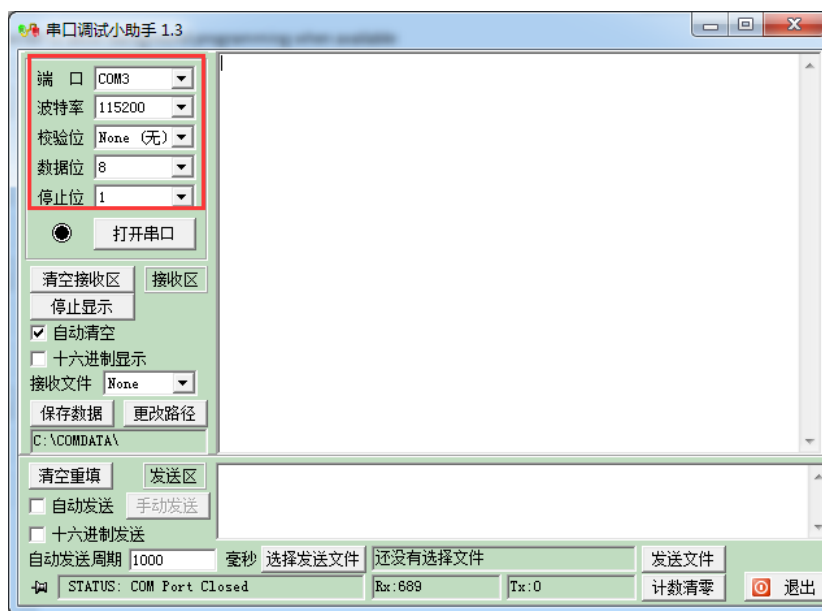 串口调试小助手 1.3
端 口 COM3
波特率 115200
校验位 None (无)
数据位 8
停止位 1
打开串口
清空接收区 接收区
停止显示
自动清空
十六进制显示
接收文件 None
保存数据 更改路径
C:\COMDATA\
清空重填 发送区
自动发送 手动发送
十六进制发送
自动发送周期 1000 毫秒 选择发送文件 还没有选择文件 发送文件
STATUS: COM Port Closed Rx:689 Tx:0 计数清零 退出